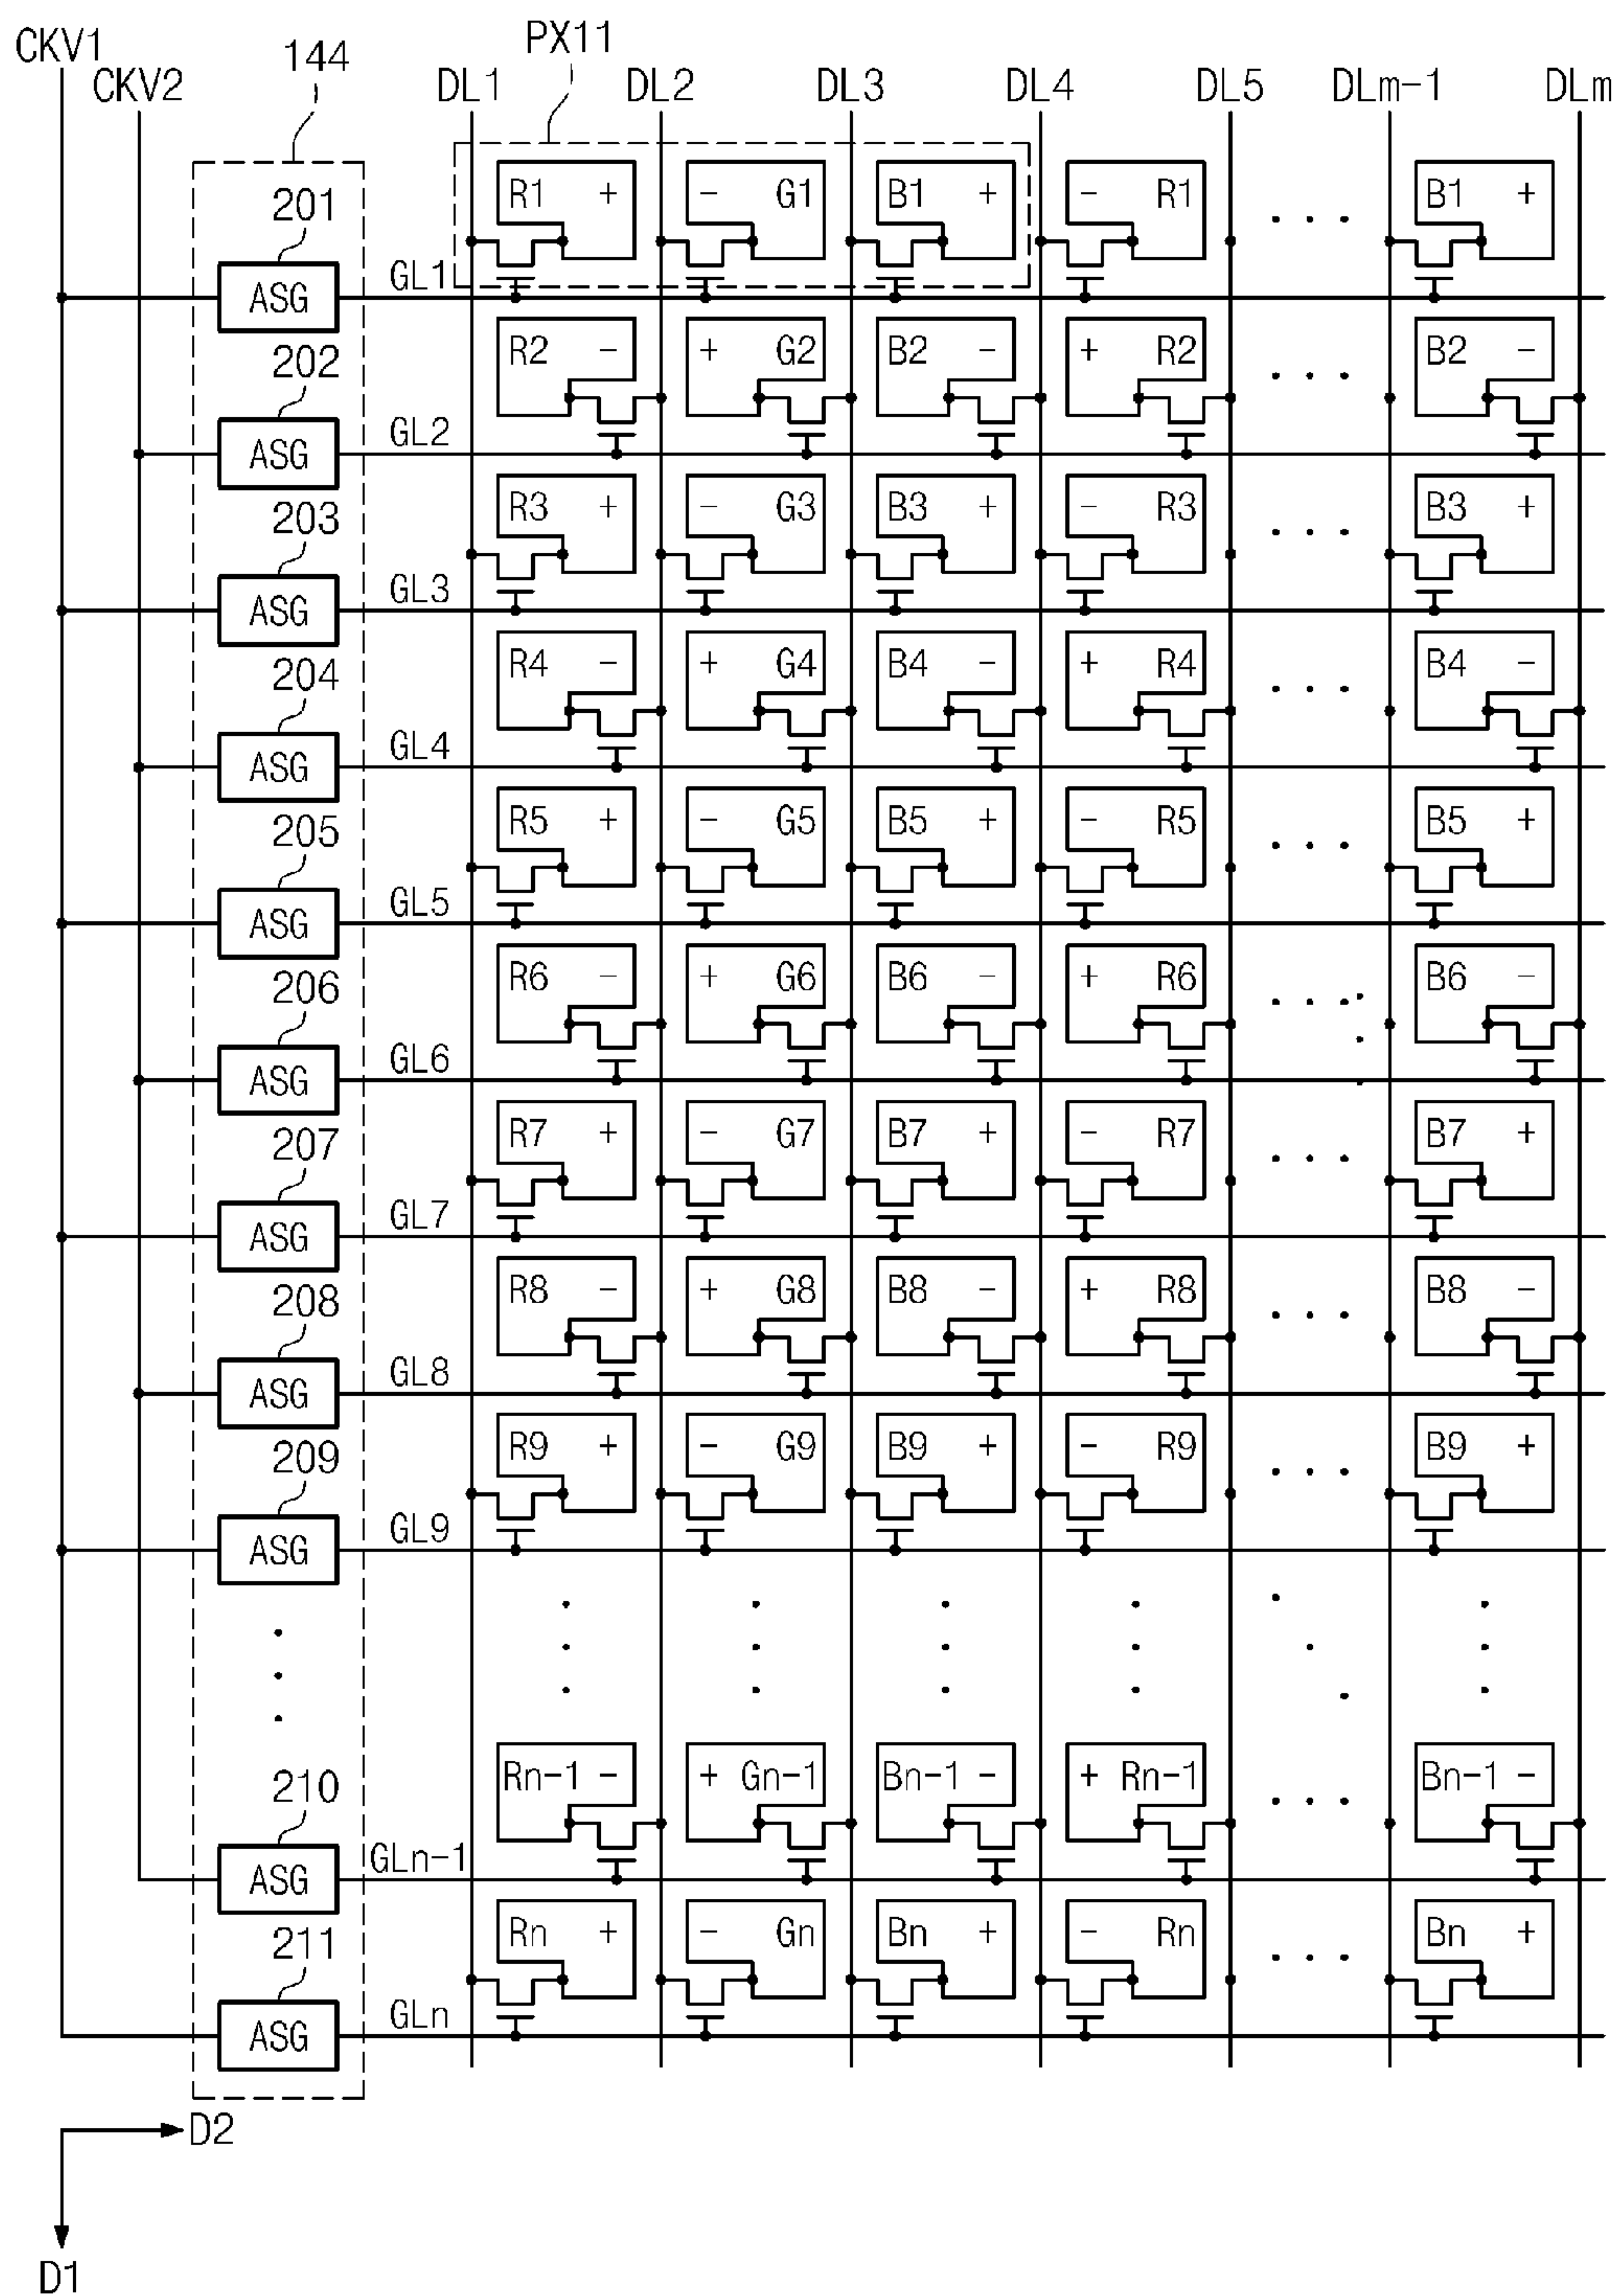 CKV1
CKV2
144
PX11
DL1 DL2 DL3 DL4 DL5 DLm-1 DLm
201
R1 + - G1 B1 + - R1 . . . B1 +
ASG GL1
202
R2 - + G2 B2 - + R2 . . . B2 -
ASG GL2
203
R3 + - G3 B3 + - R3 . . . B3 +
ASG GL3
204
R4 - + G4 B4 - + R4 . . . B4 -
ASG GL4
205
R5 + - G5 B5 + - R5 . . . B5 +
ASG GL5
206
R6 - + G6 B6 - + R6 . . . B6 -
ASG GL6
207
R7 + - G7 B7 + - R7 . . . B7 +
ASG GL7
208
R8 - + G8 B8 - + R8 . . . B8 -
ASG GL8
209
R9 + - G9 B9 + - R9 . . . B9 +
ASG GL9
210
Rn-1 - + Gn-1 Bn-1 - + Rn-1 . . . Bn-1 -
ASG GLn-1
211
Rn + - Gn Bn + - Rn . . . Bn +
ASG GLn
D2
D1